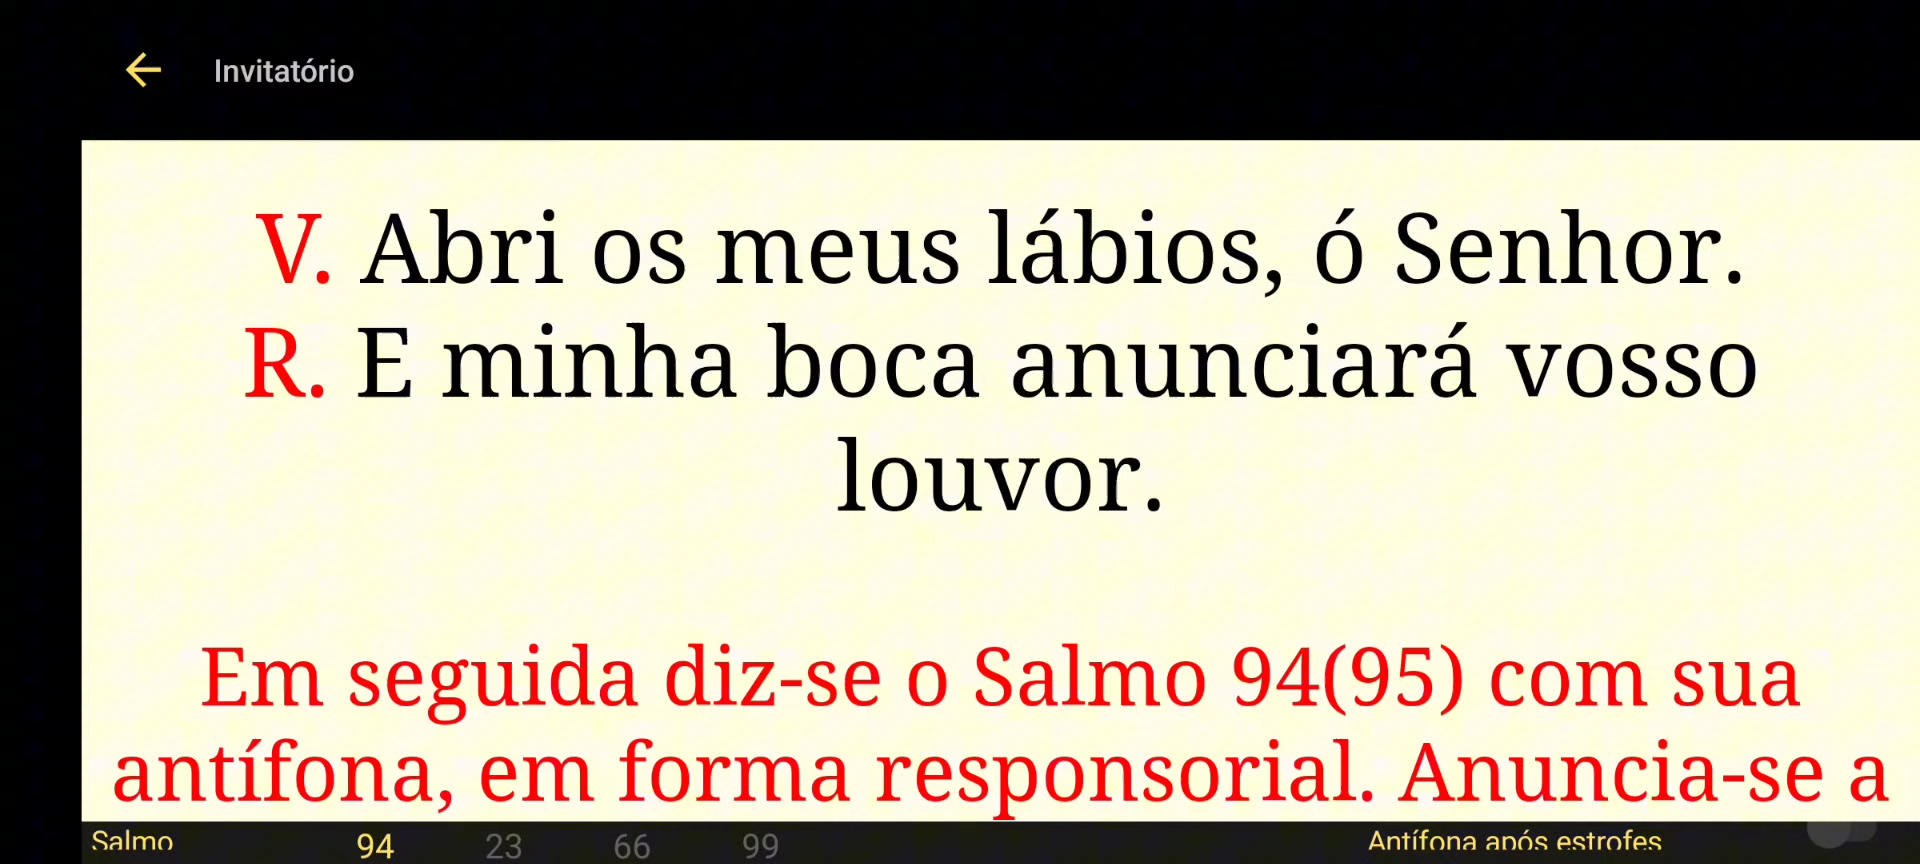 Invitatório
V. Abri os meus lábios, ó Senhor.
R. E minha boca anunciará vosso
louvor.
Em seguida diz-se o Salmo 94(95) com sua
antífona, em forma responsorial. Anuncia-se a
Salmo 94 23 66 99 Antífona após estrofes